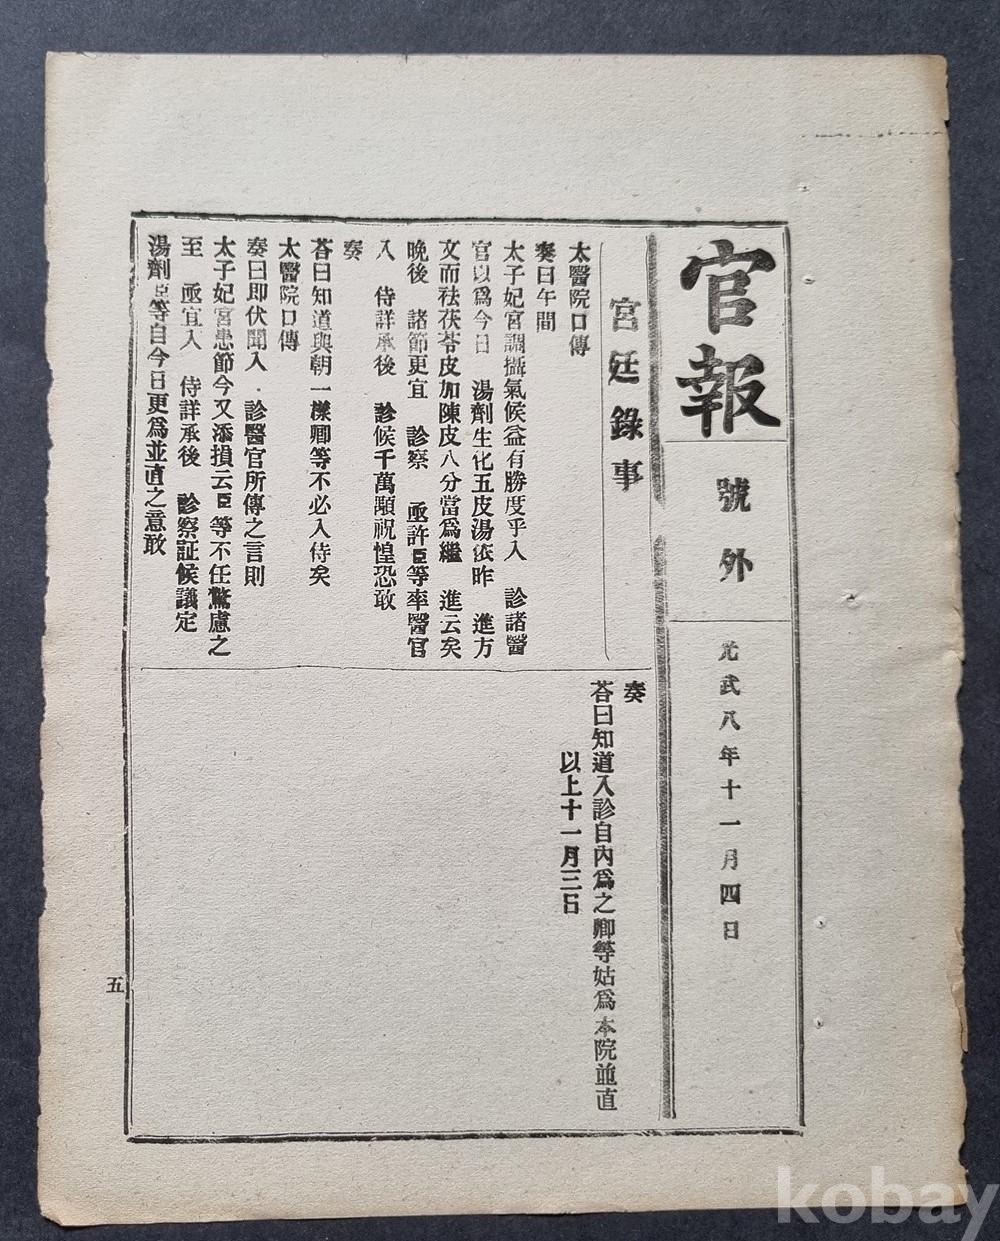 官報
號外
光武八年十一月四日
宮廷錄事
太醫院口傳
奏曰午間
太子妃宮調攝氣候益有勝度乎入 診諸醫
官以爲今日 湯劑生化五皮湯依昨 進方
文而祛茯苓皮加陳皮八分當爲繼 進云矣
晩後 諸節更宜 診察 亟許臣等率醫官
入 侍詳承後 診候千萬顒祝惶恐敢
奏
答曰知道與朝一樣卿等不必入侍矣
太醫院口傳
奏曰卽伏聞入 診醫官所傳之言則
太子妃宮患節今又添損云臣等不任驚慮之
至 亟宜入 侍詳承後 診察証候議定
湯劑臣等自今日更爲並直之意敢
奏
答曰知道入診自內爲之卿等姑爲本院並直
以上十一月三日
五
kobay